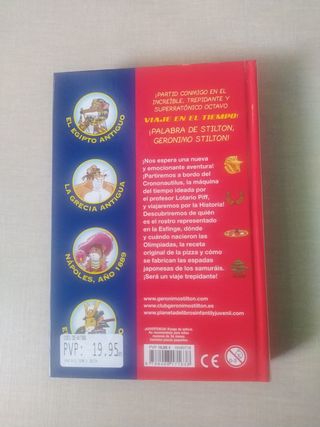 ¡PARTID CONMIGO EN EL
INCREÍBLE, TREPIDANTE Y
SUPERRATÓNICO OCTAVO
VIAJE EN EL TIEMPO!
¡PALABRA DE STILTON,
GERONIMO STILTON!
¡Nos espera una nueva y
emocionante aventura!
¡Partiremos a bordo del
Crononautilus, la máquina
del tiempo ideada por
el profesor Lotario Piff,
y viajaremos por la Historia!
Descubriremos de quién
es el rostro representado
en la Esfinge, dónde
y cuándo nacieron las
Olimpiadas, la receta
original de la pizza y cómo
se fabrican las espadas
japonesas de los samuráis.
¡Será un viaje trepidante!
www.geronimostilton.com
www.geronimostilton.es
www.planetadelibrosinfantilyjuvenil.com
EL EGIPTO ANTIGUO
LA GRECIA ANTIGUA
NÁPOLES, AÑO 1889
PVP: 19,95
0-3